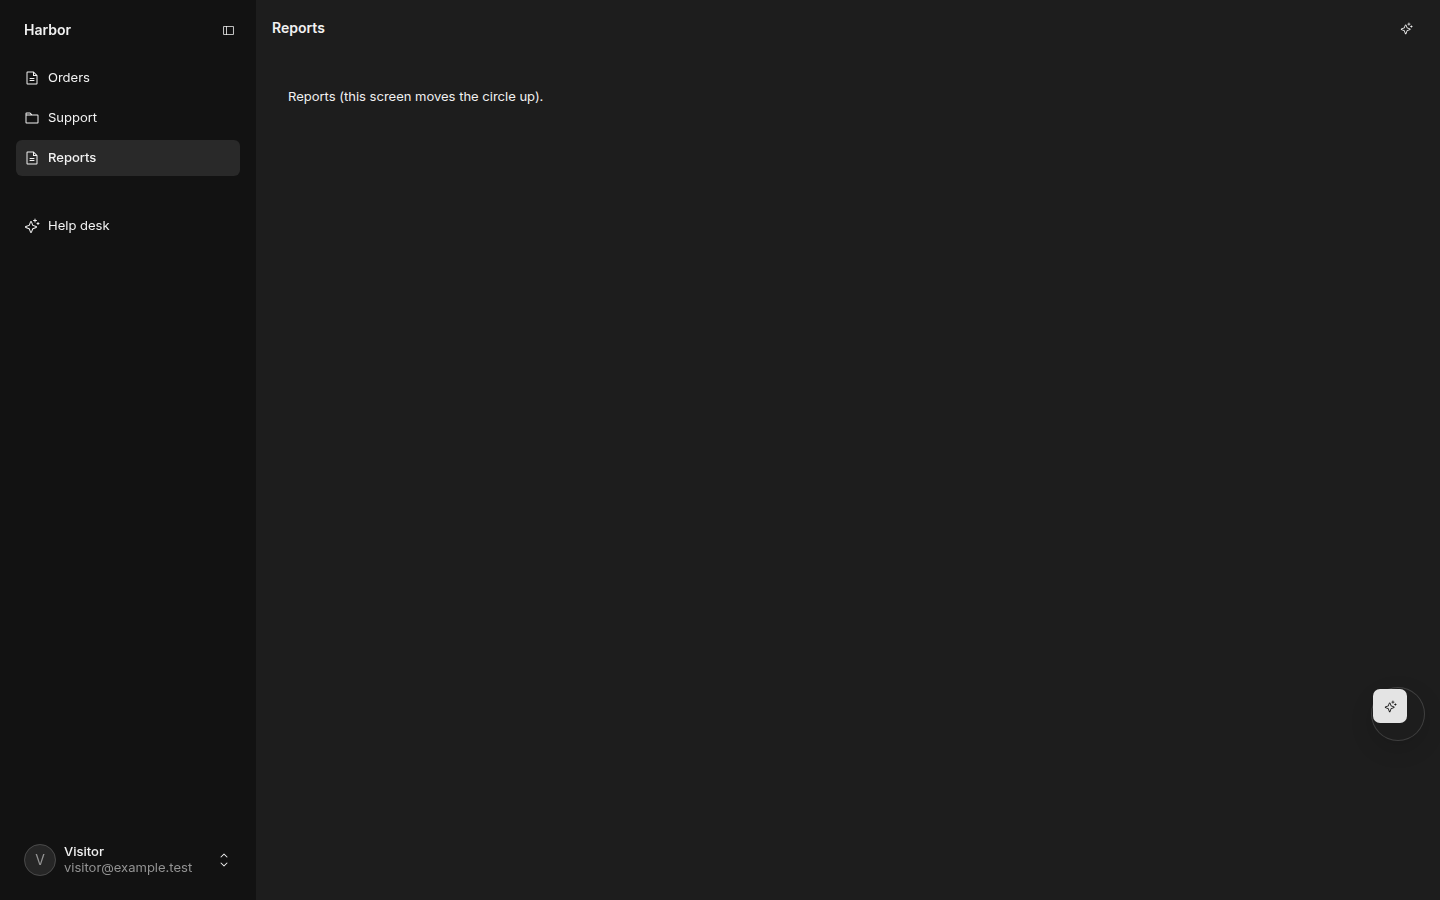 Harbor
Orders
Support
Reports
Help desk
V
Visitor
visitor@example.test
Reports
Reports (this screen moves the circle up).